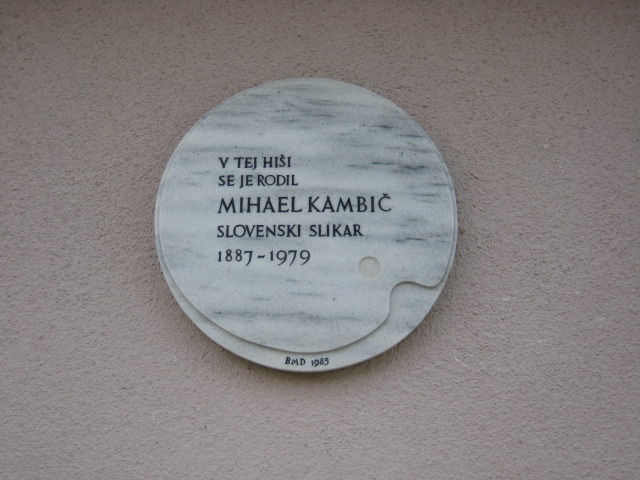 V TEJ HIŠI
SE JE RODIL
MIHAEL KAMBIČ
SLOVENSKI SLIKAR
1887-1979
BMD 1985